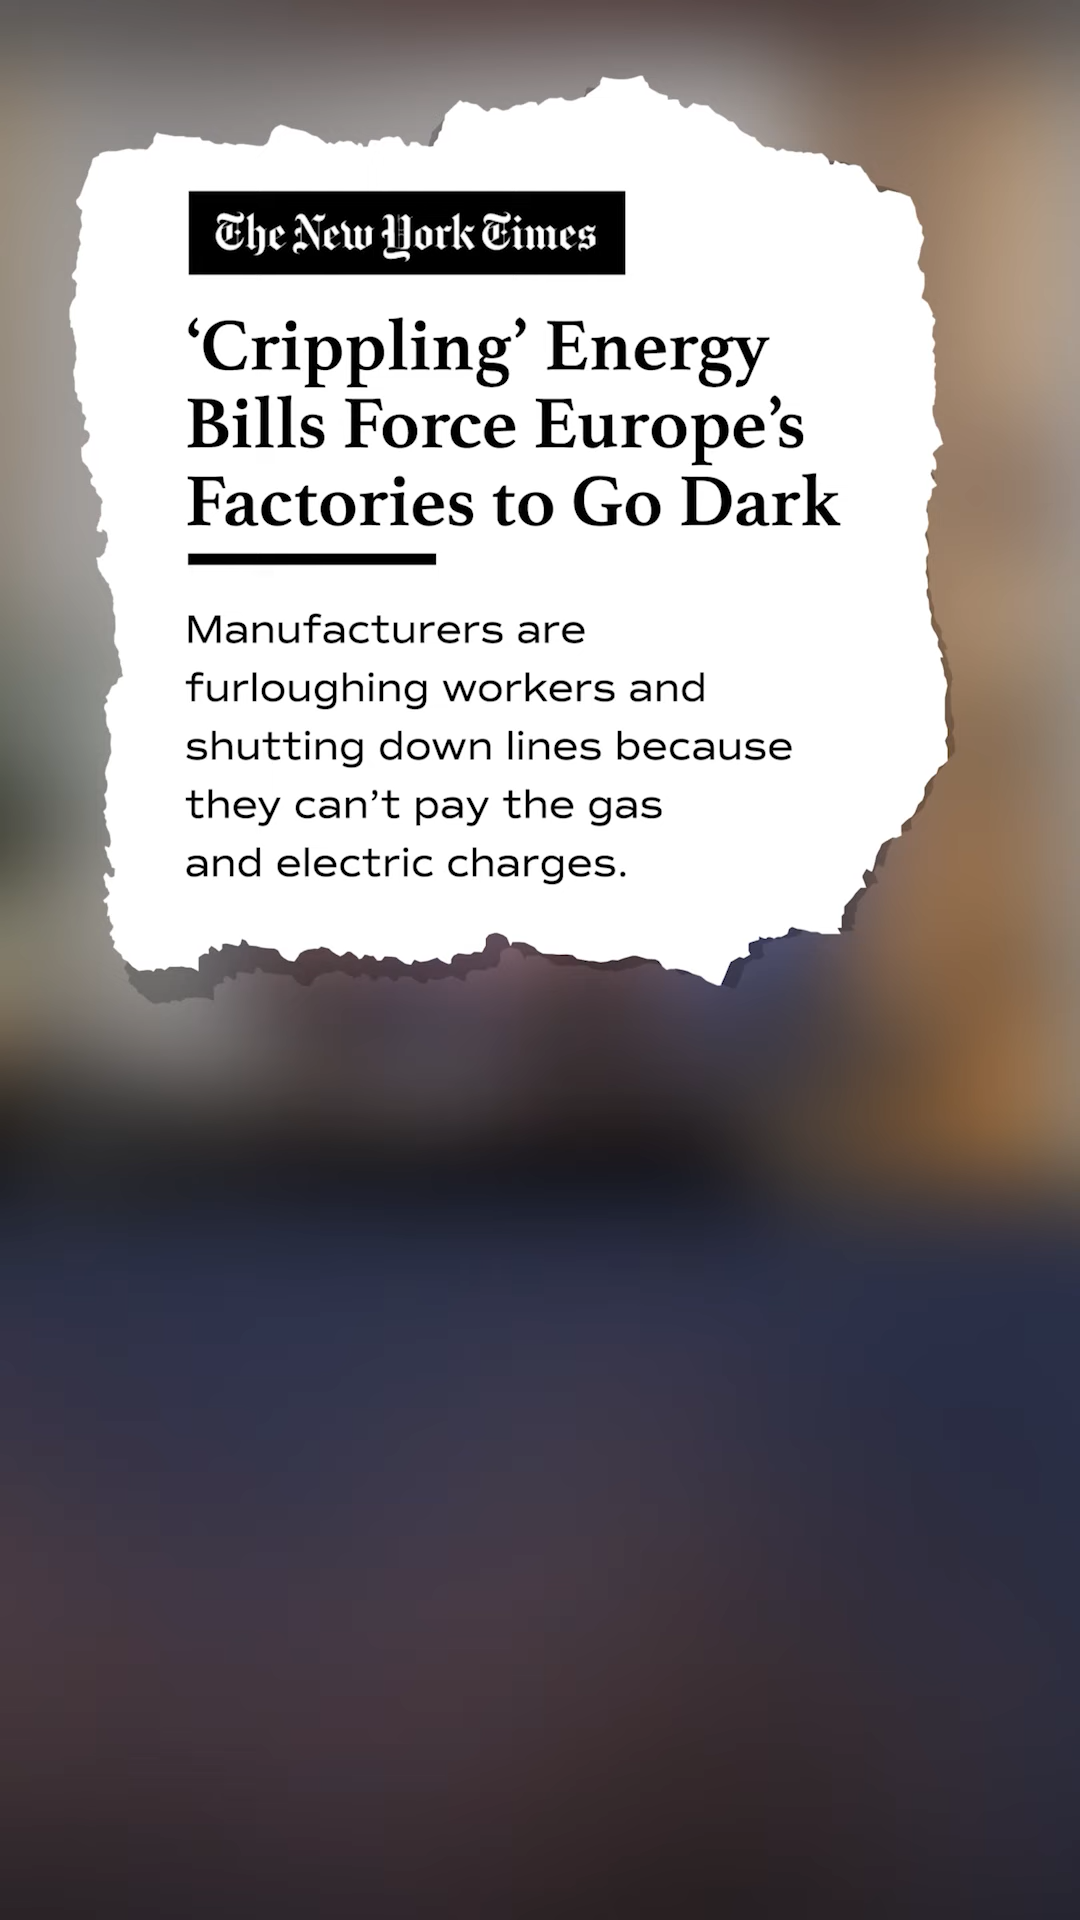 The New York Times
‘Crippling’ Energy
Bills Force Europe’s
Factories to Go Dark
Manufacturers are
furloughing workers and
shutting down lines because
they can’t pay the gas
and electric charges.